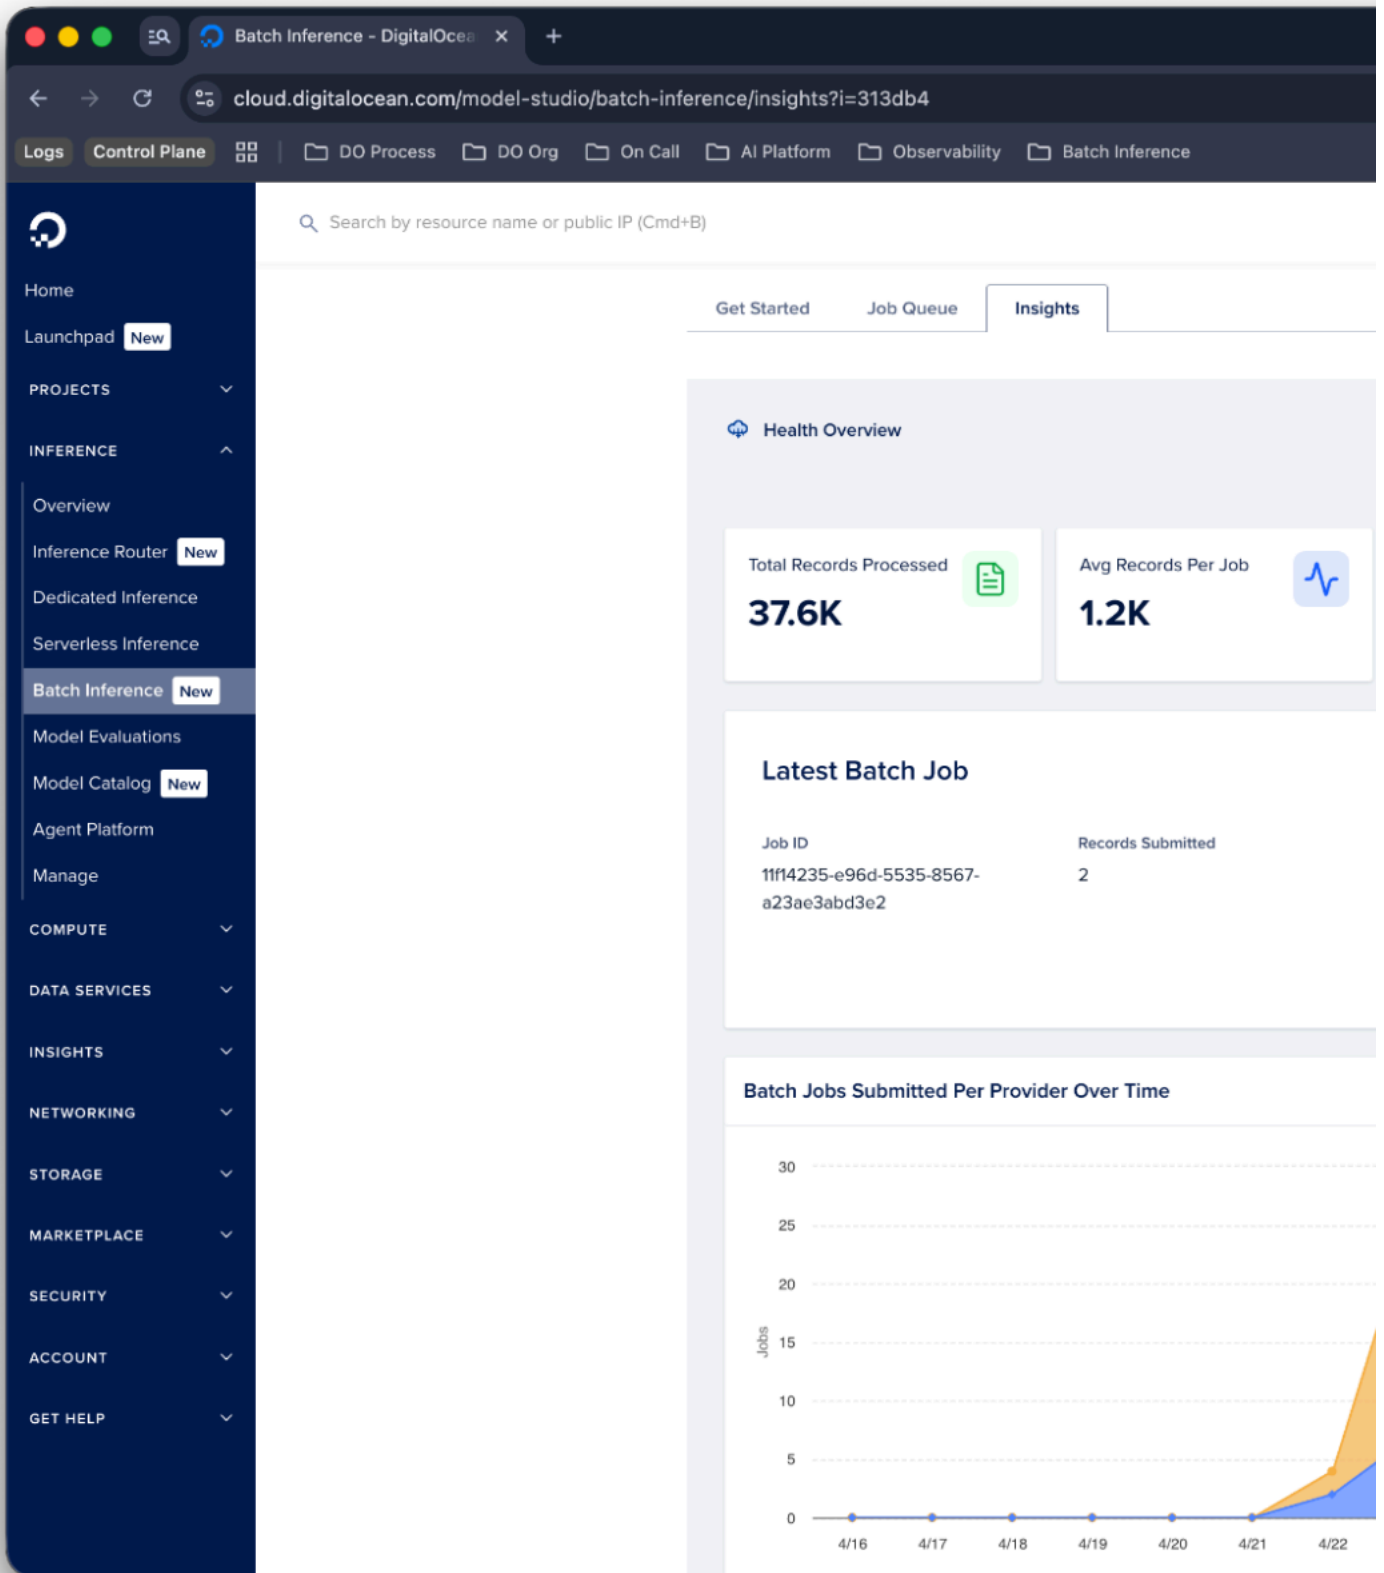 Batch Inference - DigitalOcea
cloud.digitalocean.com/model-studio/batch-inference/insights?i=313db4
Logs Control Plane DO Process DO Org On Call AI Platform Observability Batch Inference
Search by resource name or public IP (Cmd+B)
Home
Launchpad New
PROJECTS
INFERENCE
Overview
Inference Router New
Dedicated Inference
Serverless Inference
Batch Inference New
Model Evaluations
Model Catalog New
Agent Platform
Manage
COMPUTE
DATA SERVICES
INSIGHTS
NETWORKING
STORAGE
MARKETPLACE
SECURITY
ACCOUNT
GET HELP
Get Started Job Queue Insights
Health Overview
Total Records Processed
37.6K
Avg Records Per Job
1.2K
Latest Batch Job
Job ID
11f14235-e96d-5535-8567-
a23ae3abd3e2
Records Submitted
2
Batch Jobs Submitted Per Provider Over Time
Jobs
30
25
20
15
10
5
0
4/16 4/17 4/18 4/19 4/20 4/21 4/22